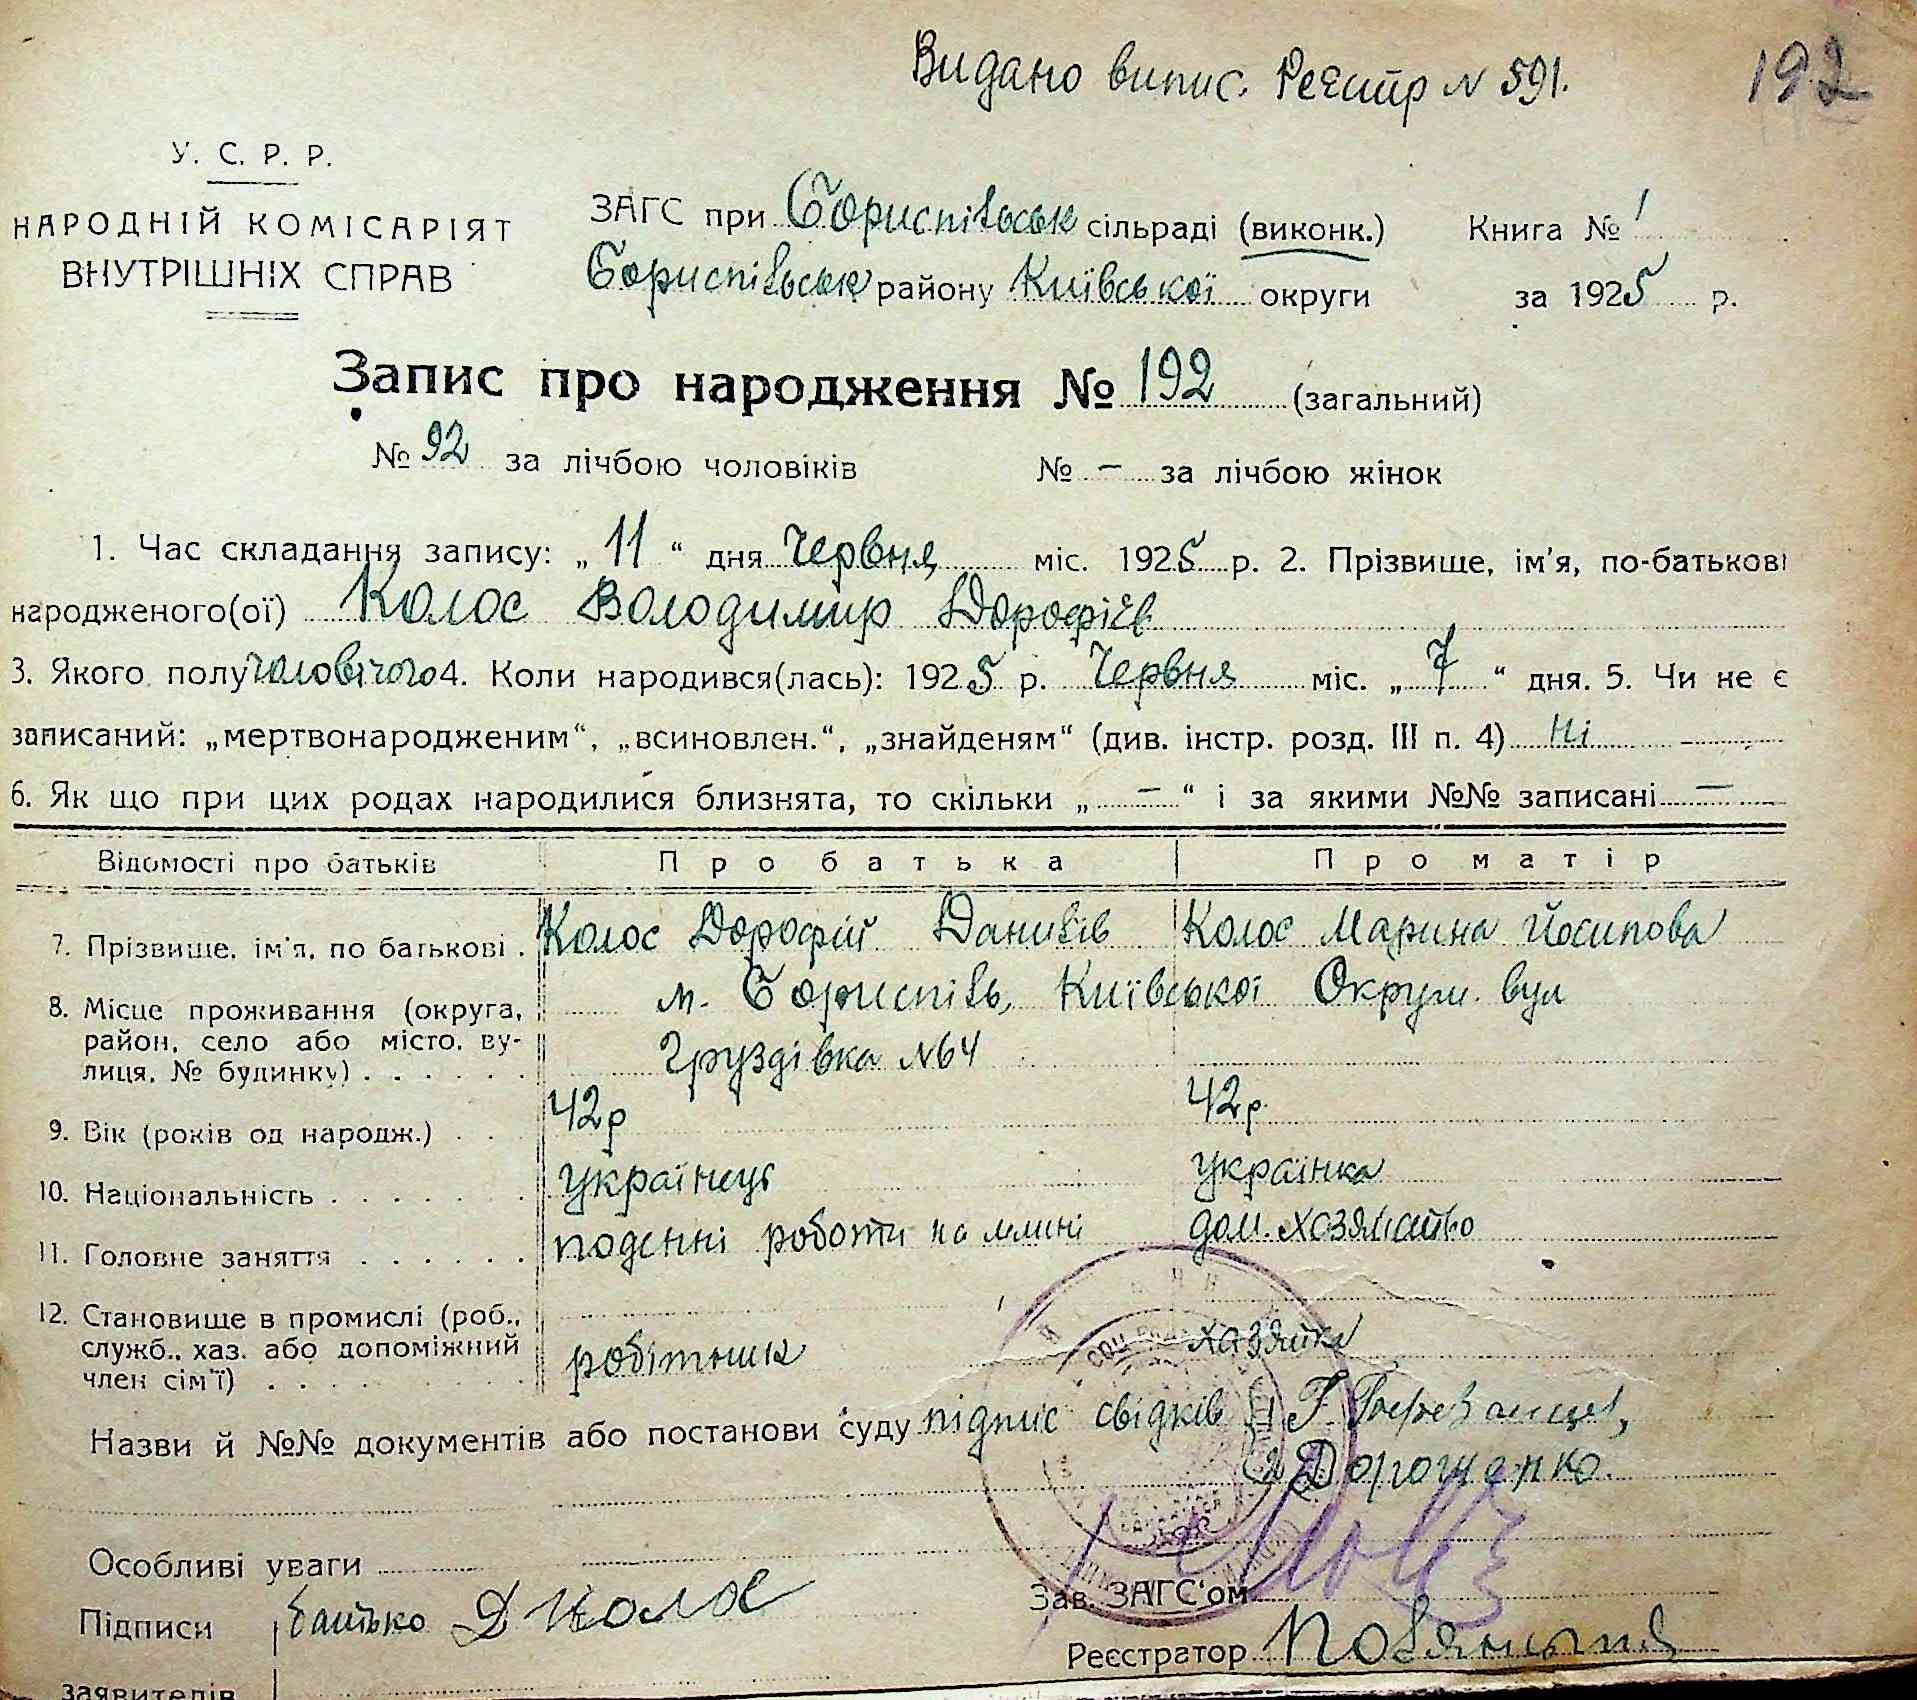 Видано випис. Реєстр N 591.
192
У. С. Р. Р.
НАРОДНІЙ КОМІСАРІЯТ
ВНУТРІШНІХ СПРАВ
ЗАГС при Бориспільськ сільраді (виконк.) Книга № 1
Бориспільськ району Київської округи за 1925 р.
Запис про народження № 192 (загальний)
№ 92 за лічбою чоловіків № – за лічбою жінок
1. Час складання запису: „11“ дня Червня міс. 1925 р. 2. Прізвище, ім'я, по-батькові
народженого(ої) Колос Володимир Дорофіїв
3. Якого полу чоловічого 4. Коли народився(лась): 1925 р. Червня міс. „7“ дня. 5. Чи не є
записаний: „мертвонародженим“, „всиновлен.“, „знайденям“ (див. інстр. розд. III п. 4) Ні
6. Як що при цих родах народилися близнята, то скільки „–“ і за якими №№ записані –
Відомості про батьків Про батька Про матір
7. Прізвище, ім'я, по батькові . Колос Дорофій Данилів Колос Марина Йосипова
8. Місце проживання (округа, м. Бориспіль, Київської Округи. вул
район, село або місто, ву- Груздівка N64
лиця, № будинку) . . . . . .
9. Вік (років од народж.) . . . 42р 42р.
10. Національність . . . . . . . українець українка
11. Головне заняття . . . . . . поденні роботи на млині дом. хозяйство
12. Становище в промислі (роб.,
служб., хаз. або допоміжний робітник хазяйка
член сім'ї) . . . . . . . . .
Назви й №№ документів або постанови суду підпис свідків 1) Г.
2) Дорошенко.
Особливі уваги
Підписи батько Д Колос Зав. ЗАГС'ом
Реєстратор
заявителів